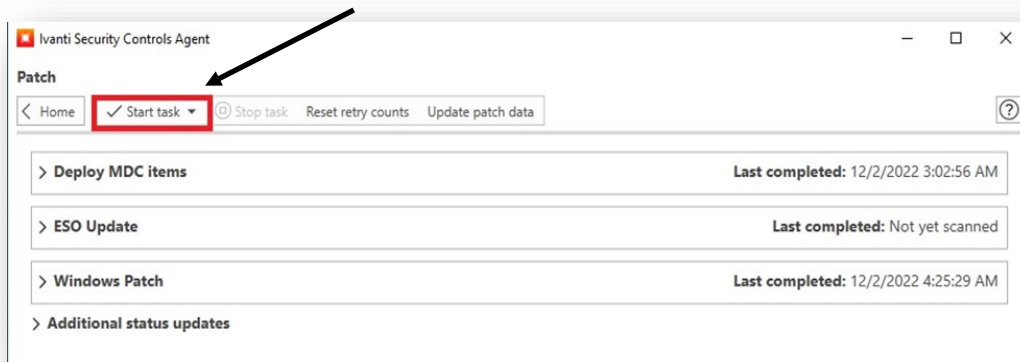 Ivanti Security Controls Agent
Patch
Home Start task Stop task Reset retry counts Update patch data ?
Deploy MDC items Last completed: 12/2/2022 3:02:56 AM
ESO Update Last completed: Not yet scanned
Windows Patch Last completed: 12/2/2022 4:25:29 AM
Additional status updates